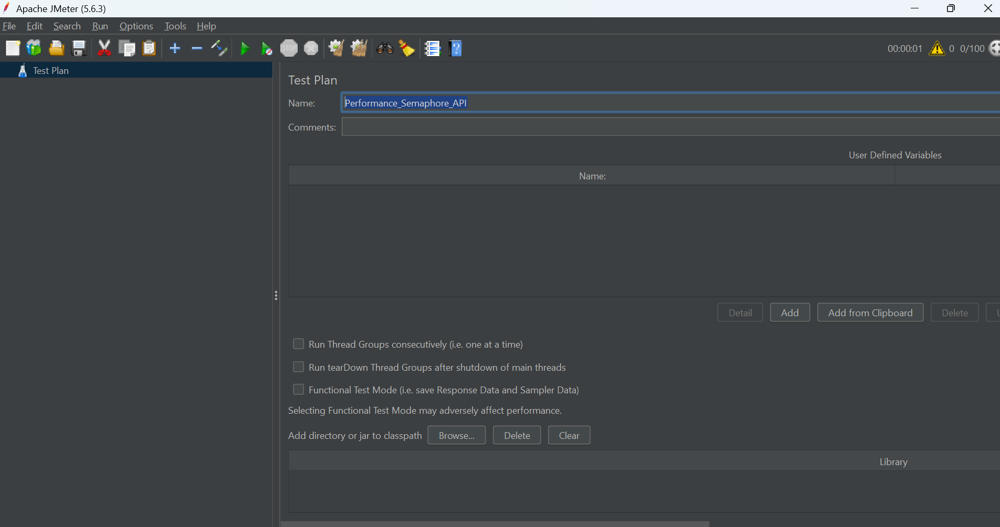 Apache JMeter (5.6.3)
File Edit Search Run Options Tools Help
STOP
00:00:01 0 0/100
Test Plan
Test Plan
Name: Performance_Semaphore_API
Comments:
User Defined Variables
Name:
Detail Add Add from Clipboard Delete
Run Thread Groups consecutively (i.e. one at a time)
Run tearDown Thread Groups after shutdown of main threads
Functional Test Mode (i.e. save Response Data and Sampler Data)
Selecting Functional Test Mode may adversely affect performance.
Add directory or jar to classpath Browse... Delete Clear
Library